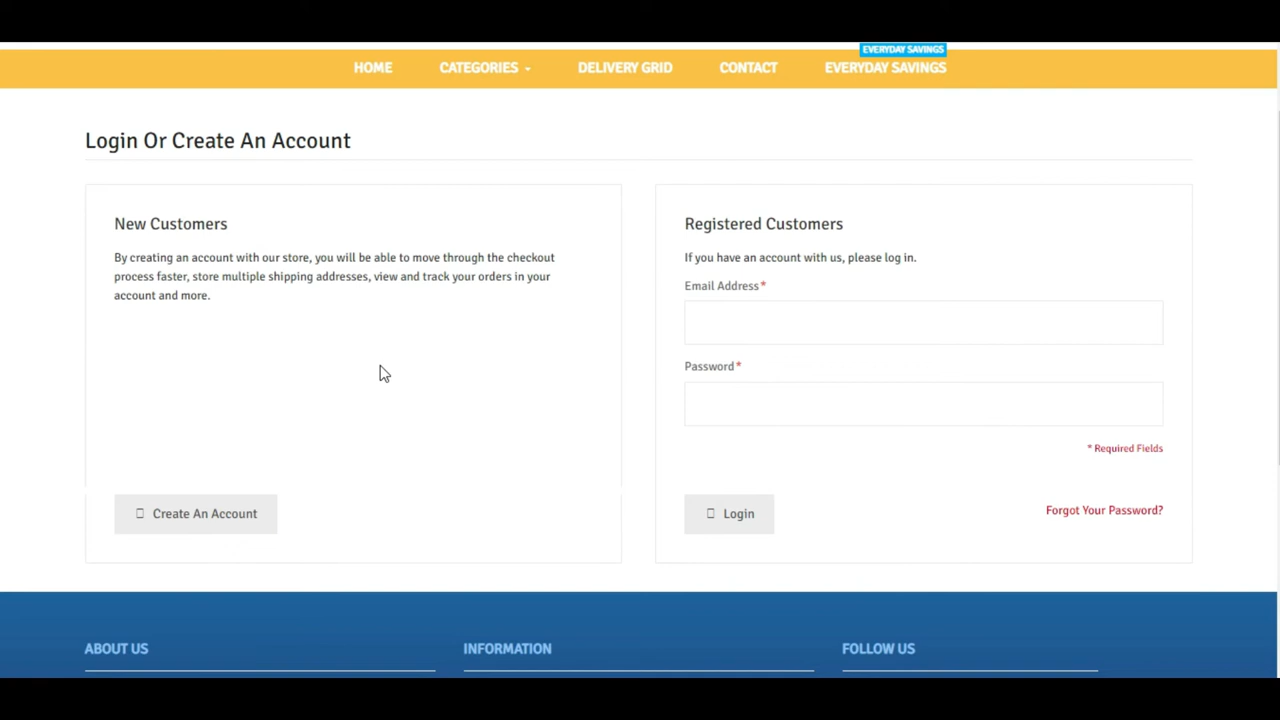 EVERYDAY SAVINGS
HOME CATEGORIES DELIVERY GRID CONTACT EVERYDAY SAVINGS
Login Or Create An Account
New Customers
By creating an account with our store, you will be able to move through the checkout
process faster, store multiple shipping addresses, view and track your orders in your
account and more.
Create An Account
Registered Customers
If you have an account with us, please log in.
Email Address*
Password*
* Required Fields
Login
Forgot Your Password?
ABOUT US
INFORMATION
FOLLOW US